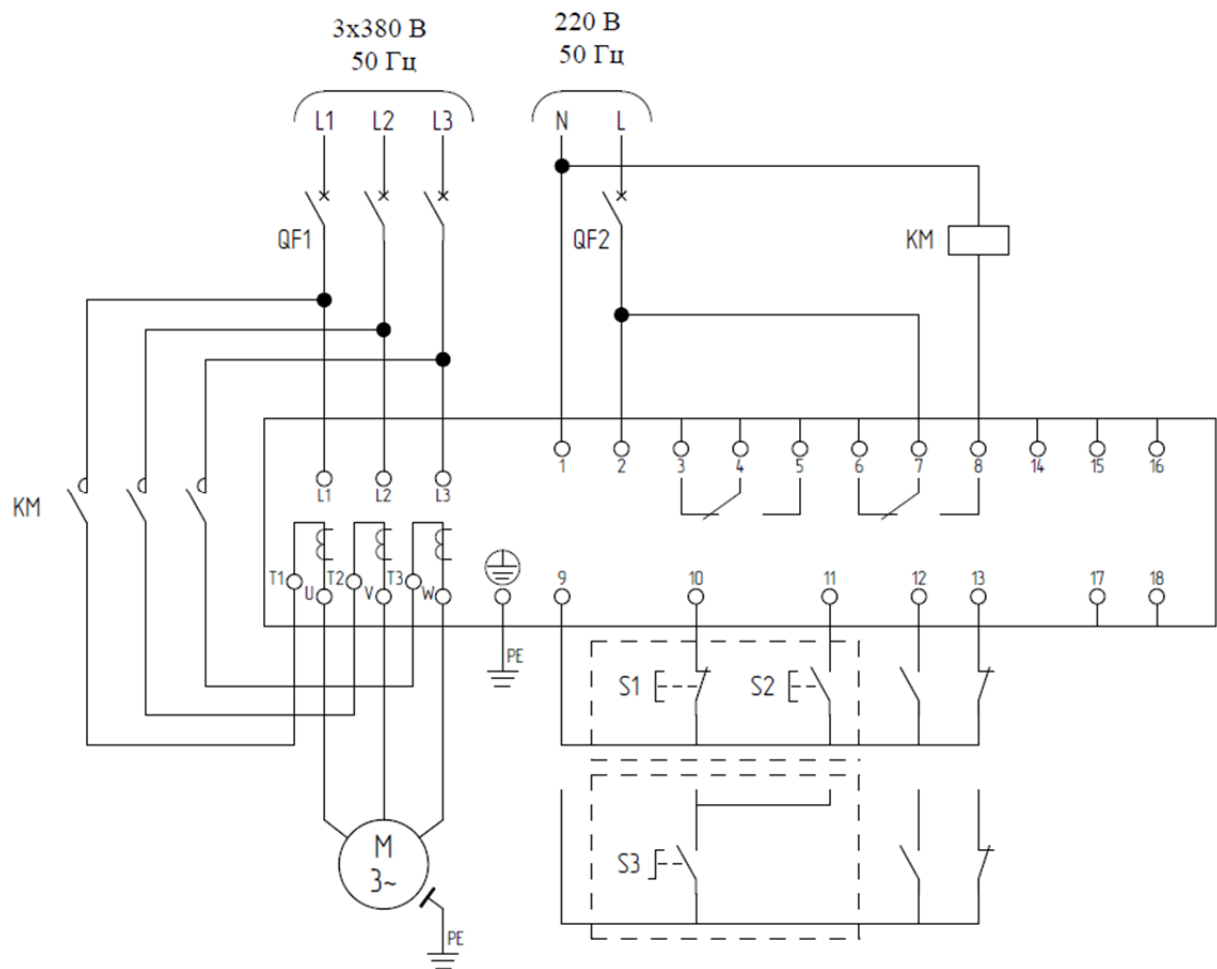 3x380 В
50 Гц
220 В
50 Гц
L1 L2 L3
N L
QF1
QF2
KM
1 2 3 4 5 6 7 8 14 15 16
L1 L2 L3
KM
T1 U T2 V T3 W
9 10 11 12 13 17 18
PE
S1
S2
M
3~
S3
PE